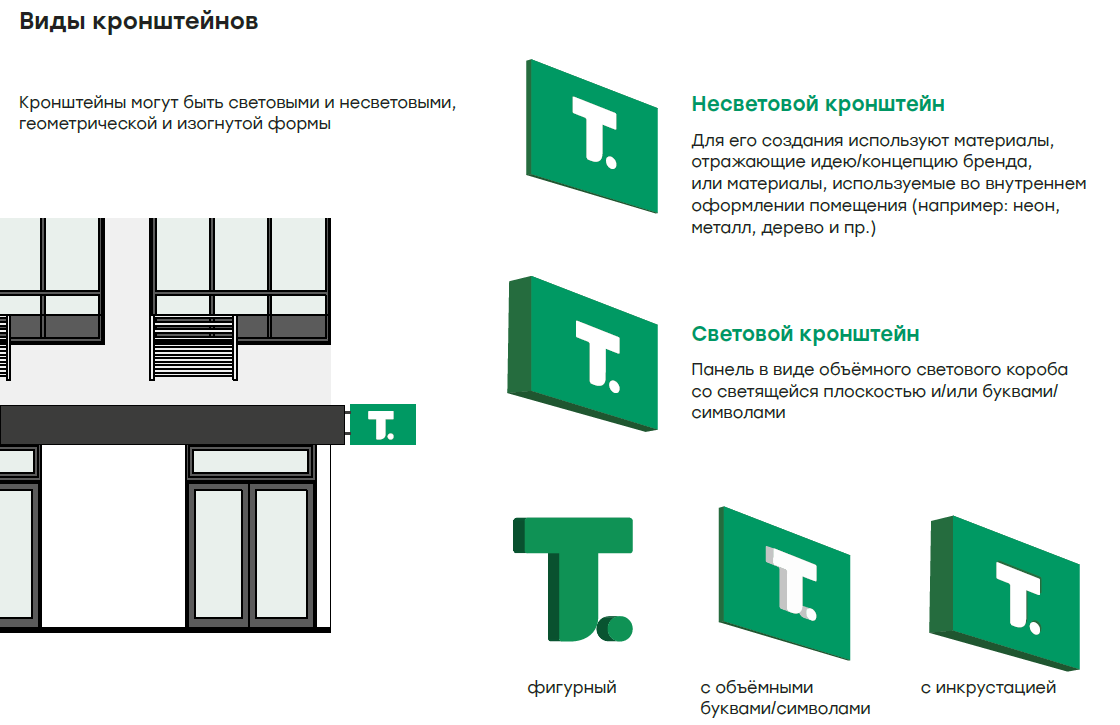 Виды кронштейнов
Кронштейны могут быть световыми и несветовыми,
геометрической и изогнутой формы
T.
Несветовой кронштейн
Для его создания используют материалы,
отражающие идею/концепцию бренда,
или материалы, используемые во внутреннем
оформлении помещения (например: неон,
металл, дерево и пр.)
T.
Световой кронштейн
Панель в виде объёмного светового короба
со светящейся плоскостью и/или буквами/
символами
T.
T.
фигурный
T.
с объёмными
буквами/символами
T.
с инкрустацией